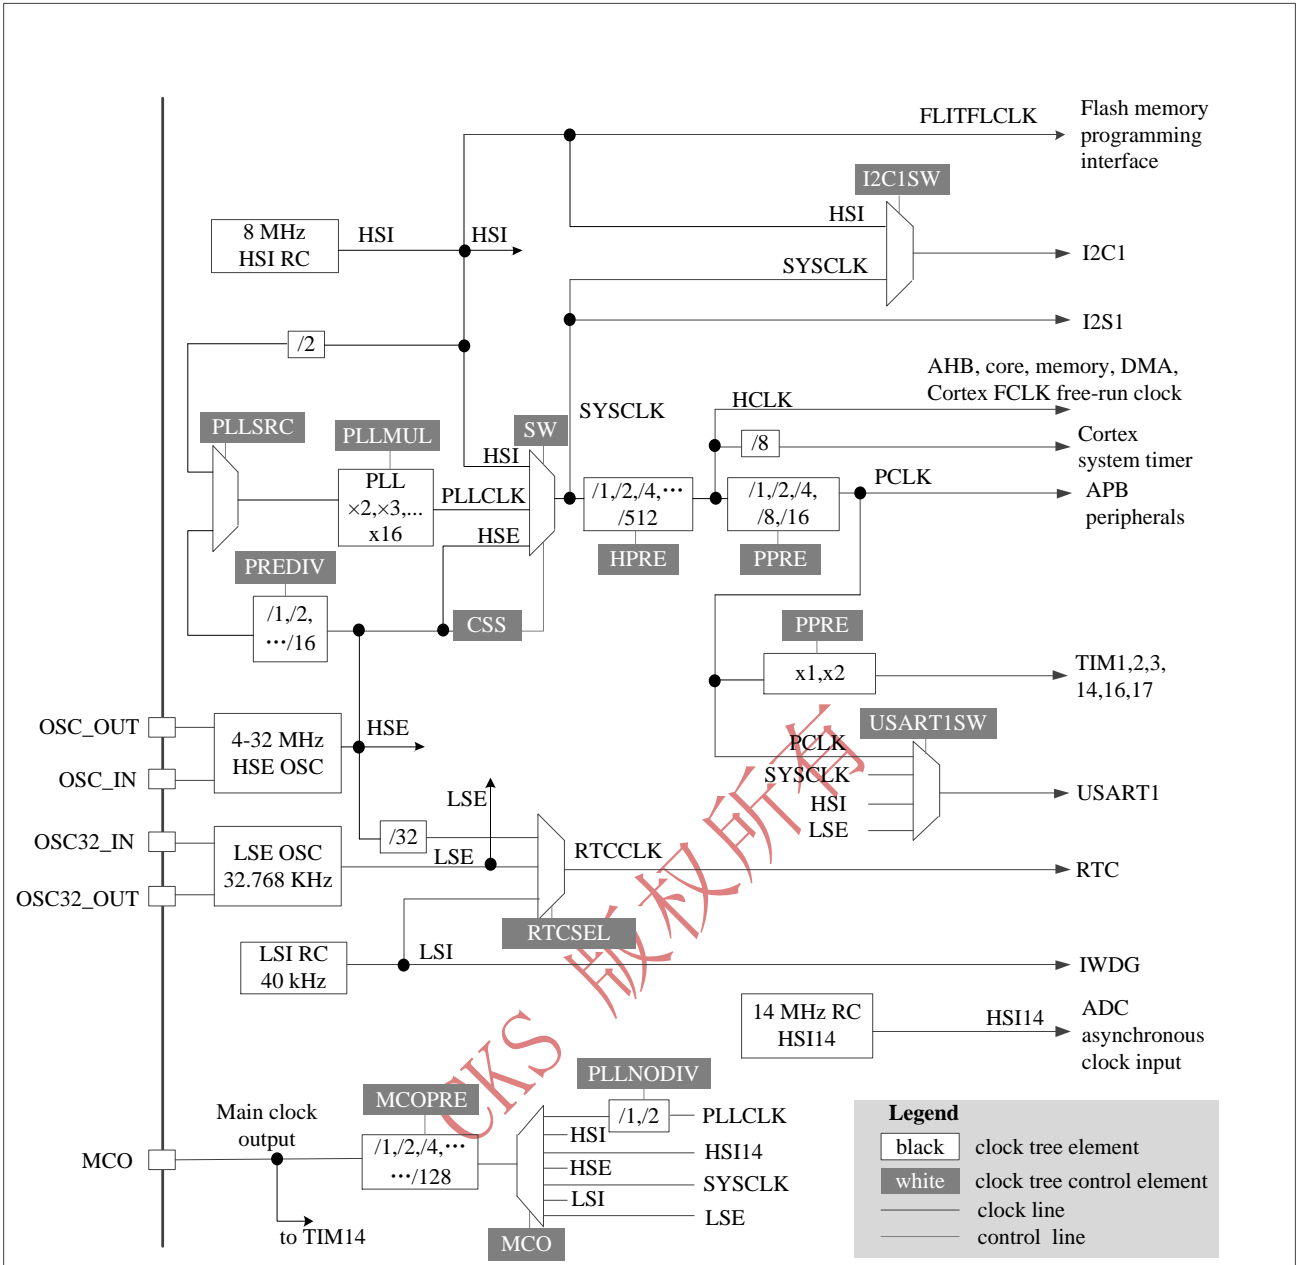 FLITFLCLK
Flash memory
programming
interface
I2C1SW
HSI
8 MHz
HSI RC
HSI
HSI
I2C1
SYSCLK
I2S1
/2
AHB, core, memory, DMA,
Cortex FCLK free-run clock
HCLK
SYSCLK
PLLSRC
PLLMUL
SW
/8
Cortex
system timer
HSI
PLL
×2,×3,...
x16
PLLCLK
HSE
/1,/2,/4,···
/512
/1,/2,/4,
/8,/16
PCLK
APB
peripherals
HPRE
PPRE
PREDIV
/1,/2,
···/16
CSS
PPRE
x1,x2
TIM1,2,3,
14,16,17
OSC_OUT
OSC_IN
4-32 MHz
HSE OSC
HSE
USART1SW
PCLK
SYSCLK
HSI
LSE
USART1
OSC32_IN
OSC32_OUT
LSE OSC
32.768 KHz
/32
LSE
LSE
RTCCLK
RTC
RTCSEL
LSI RC
40 kHz
LSI
IWDG
14 MHz RC
HSI14
HSI14
ADC
asynchronous
clock input
CKS 版权所有
PLLNODIV
MCOPRE
/1,/2
PLLCLK
Main clock
output
MCO
/1,/2,/4,···
···/128
HSI
HSI14
HSE
SYSCLK
LSI
LSE
MCO
to TIM14
Legend
black
clock tree element
white
clock tree control element
clock line
control line